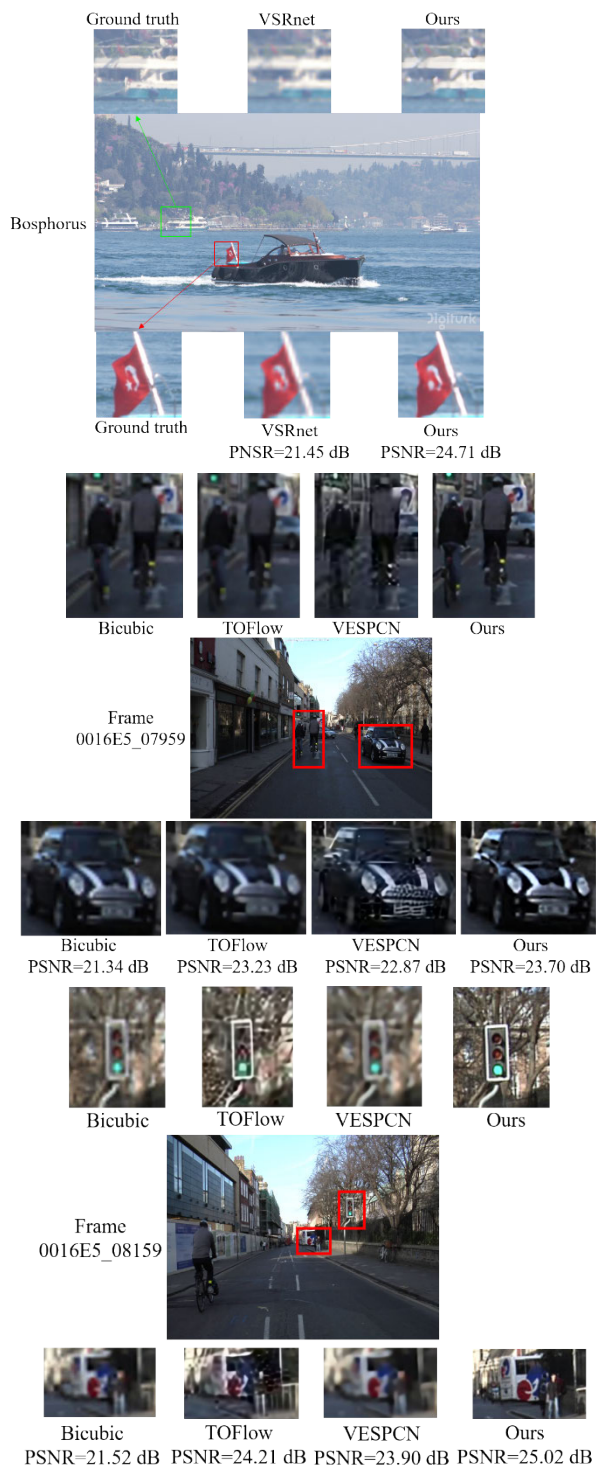 Ground truth VSRnet Ours
Bosphorus
Digiturk
Ground truth VSRnet Ours
PNSR=21.45 dB PSNR=24.71 dB
Bicubic TOFlow VESPCN Ours
Frame
0016E5_07959
Bicubic TOFlow VESPCN Ours
PSNR=21.34 dB PSNR=23.23 dB PSNR=22.87 dB PSNR=23.70 dB
Bicubic TOFlow VESPCN Ours
Frame
0016E5_08159
Bicubic TOFlow VESPCN Ours
PSNR=21.52 dB PSNR=24.21 dB PSNR=23.90 dB PSNR=25.02 dB